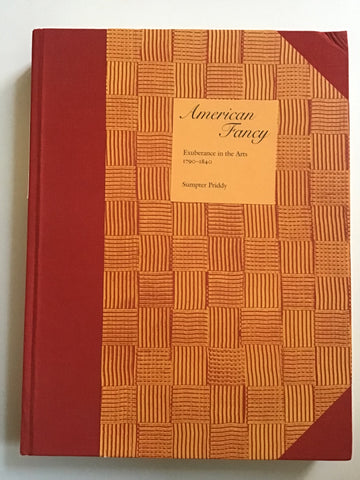 American
Fancy
Exuberance in the Arts
1790–1840
Sumpter Priddy